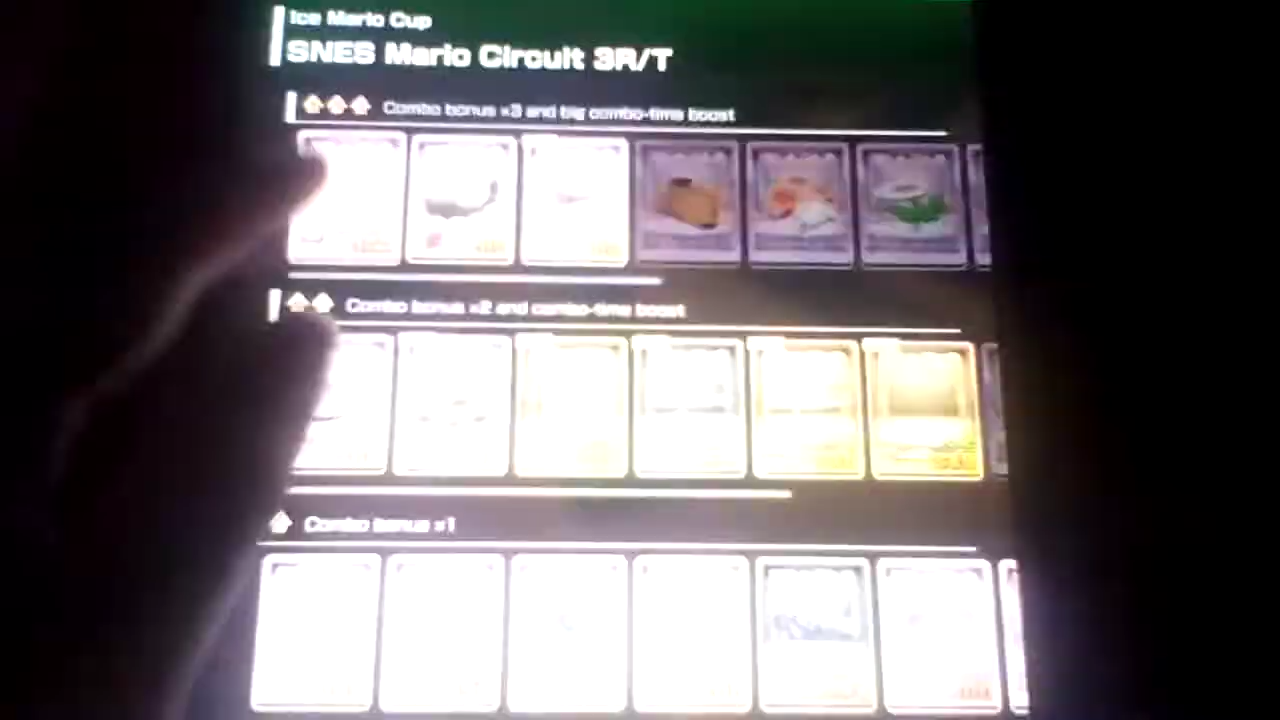 Ice Mario Cup
SNES Mario Circuit 3R/T
Combo bonus ×3 and big combo-time boost
Combo bonus ×2 and combo-time boost
Combo bonus ×1